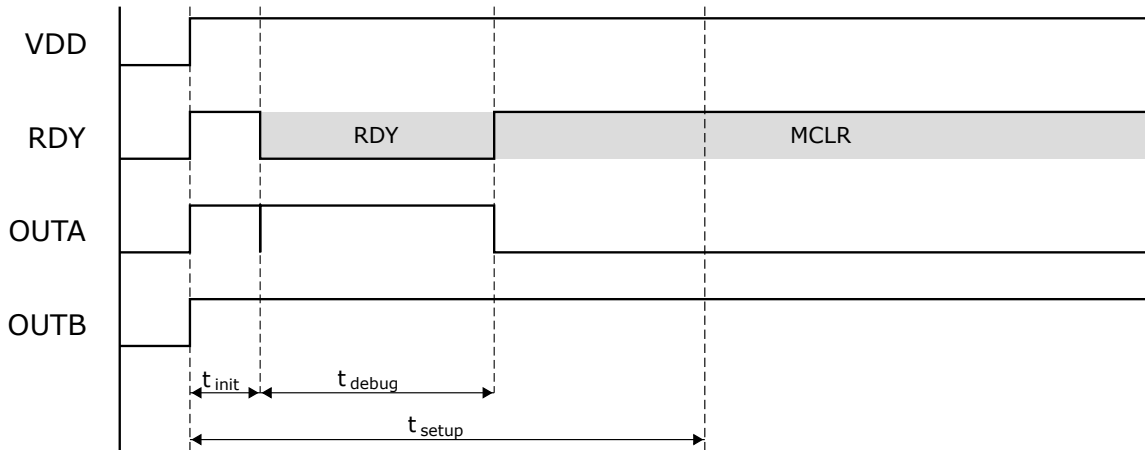 VDD
RDY
RDY MCLR
OUTA
OUTB
t init t debug
t setup